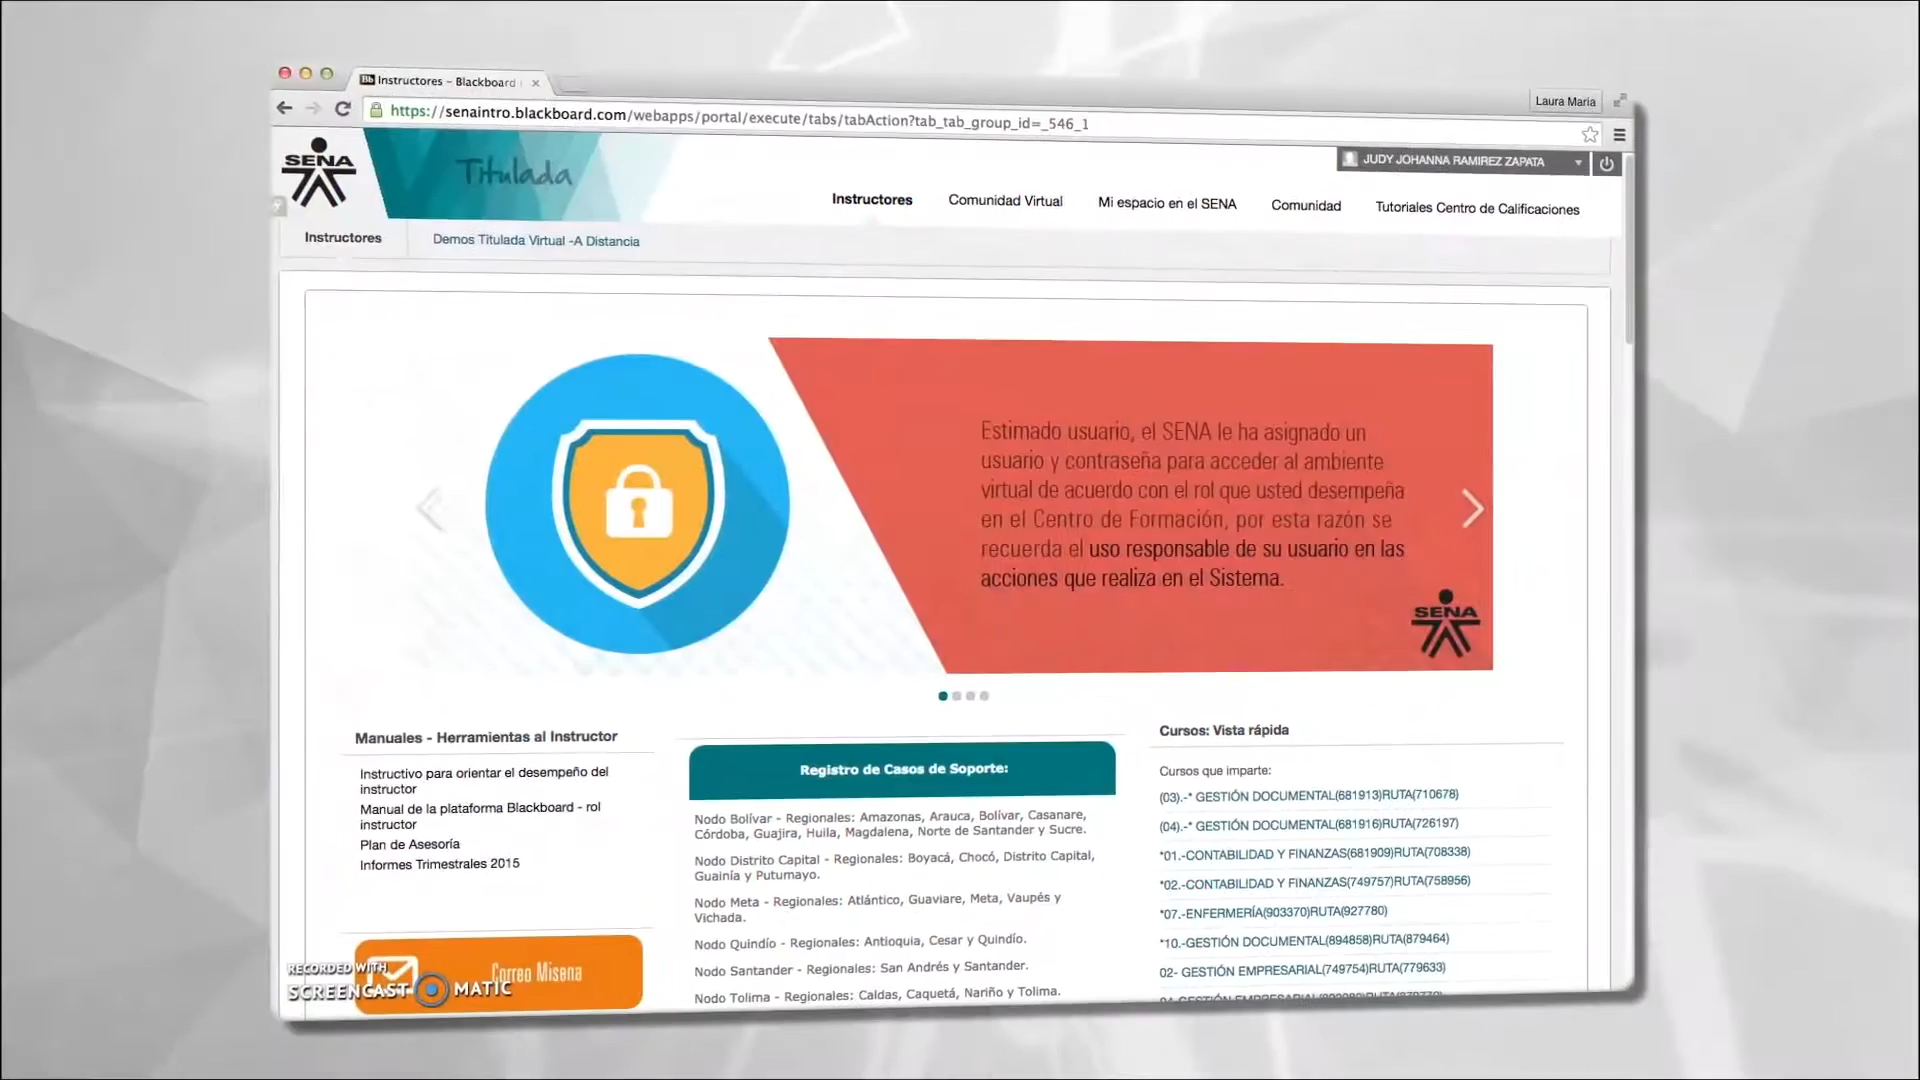 Instructores - Blackboard
Laura Maria
https://senaintro.blackboard.com/webapps/portal/execute/tabs/tabAction?tab_tab_group_id=_546_1
SENA
Titulada
JUDY JOHANNA RAMIREZ ZAPATA
Instructores
Comunidad Virtual
Mi espacio en el SENA
Comunidad
Tutoriales Centro de Calificaciones
Instructores
Demos Titulada Virtual -A Distancia
Estimado usuario, el SENA le ha asignado un
usuario y contraseña para acceder al ambiente
virtual de acuerdo con el rol que usted desempeña
en el Centro de Formación, por esta razón se
recuerda el uso responsable de su usuario en las
acciones que realiza en el Sistema.
SENA
Manuales - Herramientas al Instructor
Instructivo para orientar el desempeño del
instructor
Manual de la plataforma Blackboard - rol
instructor
Plan de Asesoría
Informes Trimestrales 2015
Correo Misena
RECORDED WITH
SCREENCAST MATIC
Registro de Casos de Soporte:
Nodo Bolívar - Regionales: Amazonas, Arauca, Bolívar, Casanare,
Córdoba, Guajira, Huila, Magdalena, Norte de Santander y Sucre.
Nodo Distrito Capital - Regionales: Boyacá, Chocó, Distrito Capital,
Guainía y Putumayo.
Nodo Meta - Regionales: Atlántico, Guaviare, Meta, Vaupés y
Vichada.
Nodo Quindío - Regionales: Antioquia, Cesar y Quindío.
Nodo Santander - Regionales: San Andrés y Santander.
Nodo Tolima - Regionales: Caldas, Caquetá, Nariño y Tolima.
Cursos: Vista rápida
Cursos que imparte:
(03).-* GESTIÓN DOCUMENTAL(681913)RUTA(710678)
(04).-* GESTIÓN DOCUMENTAL(681916)RUTA(726197)
*01.-CONTABILIDAD Y FINANZAS(681909)RUTA(708338)
*02.-CONTABILIDAD Y FINANZAS(749757)RUTA(758956)
*07.-ENFERMERÍA(903370)RUTA(927780)
*10.-GESTIÓN DOCUMENTAL(894858)RUTA(879464)
02- GESTIÓN EMPRESARIAL(749754)RUTA(779633)